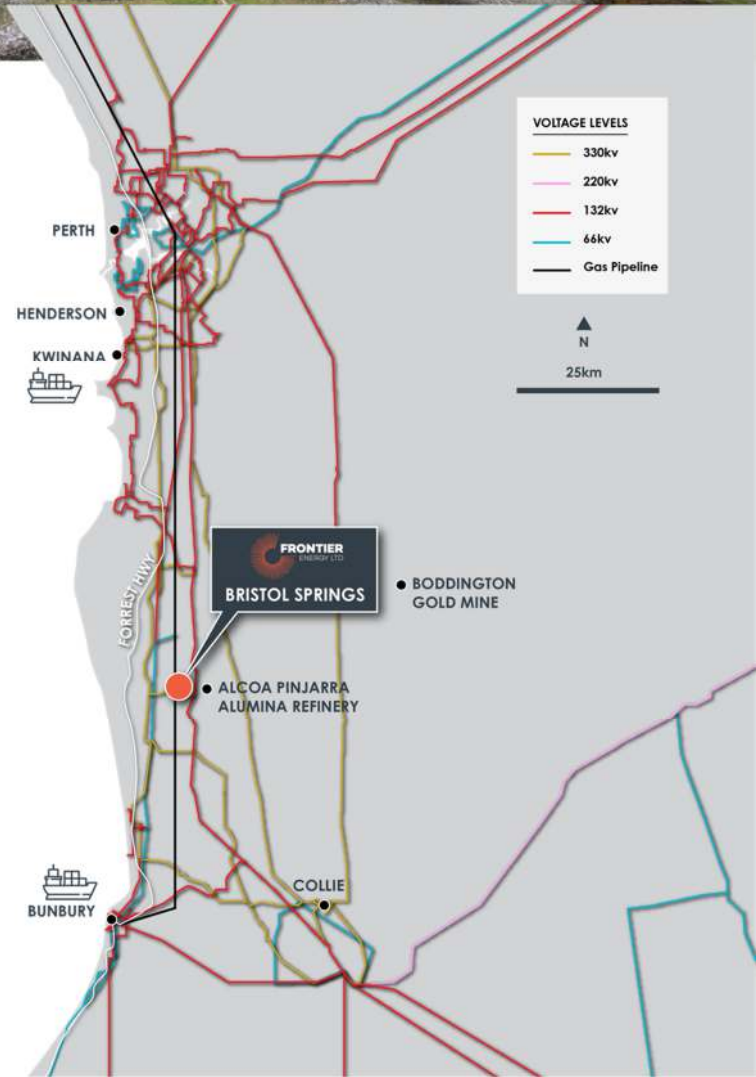 VOLTAGE LEVELS
330kv
220kv
132kv
66kv
Gas Pipeline
N
25km
PERTH
HENDERSON
KWINANA
FORREST HWY
FRONTIER
ENERGY LTD
BRISTOL SPRINGS
BODDINGTON
GOLD MINE
ALCOA PINJARRA
ALUMINA REFINERY
COLLIE
BUNBURY